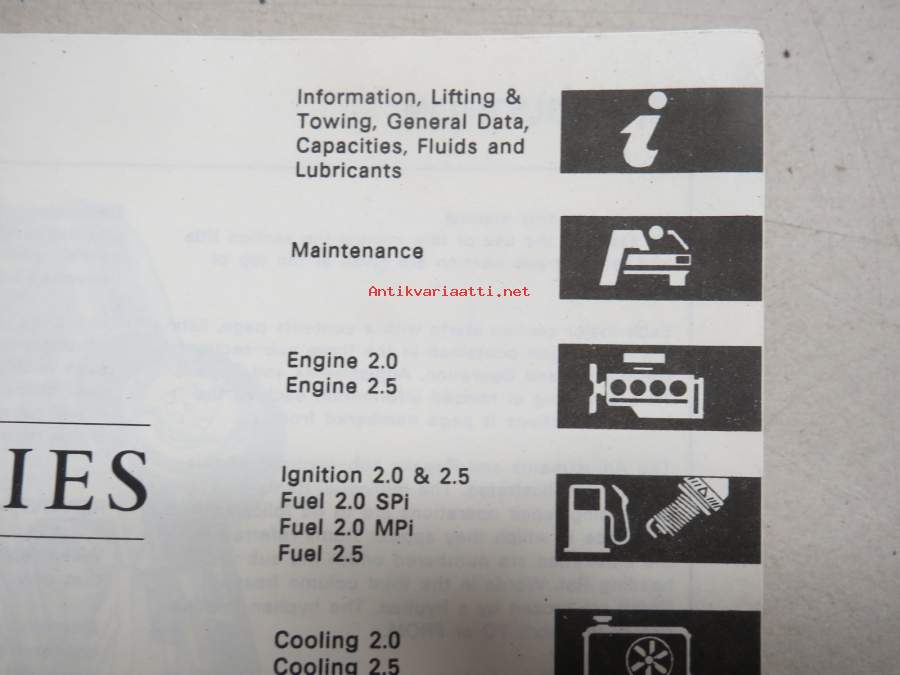 Information, Lifting &
Towing, General Data,
Capacities, Fluids and
Lubricants
Maintenance
Antikvariaatti.net
Engine 2.0
Engine 2.5
IES
Ignition 2.0 & 2.5
Fuel 2.0 SPi
Fuel 2.0 MPi
Fuel 2.5
Cooling 2.0
Cooling 2.5